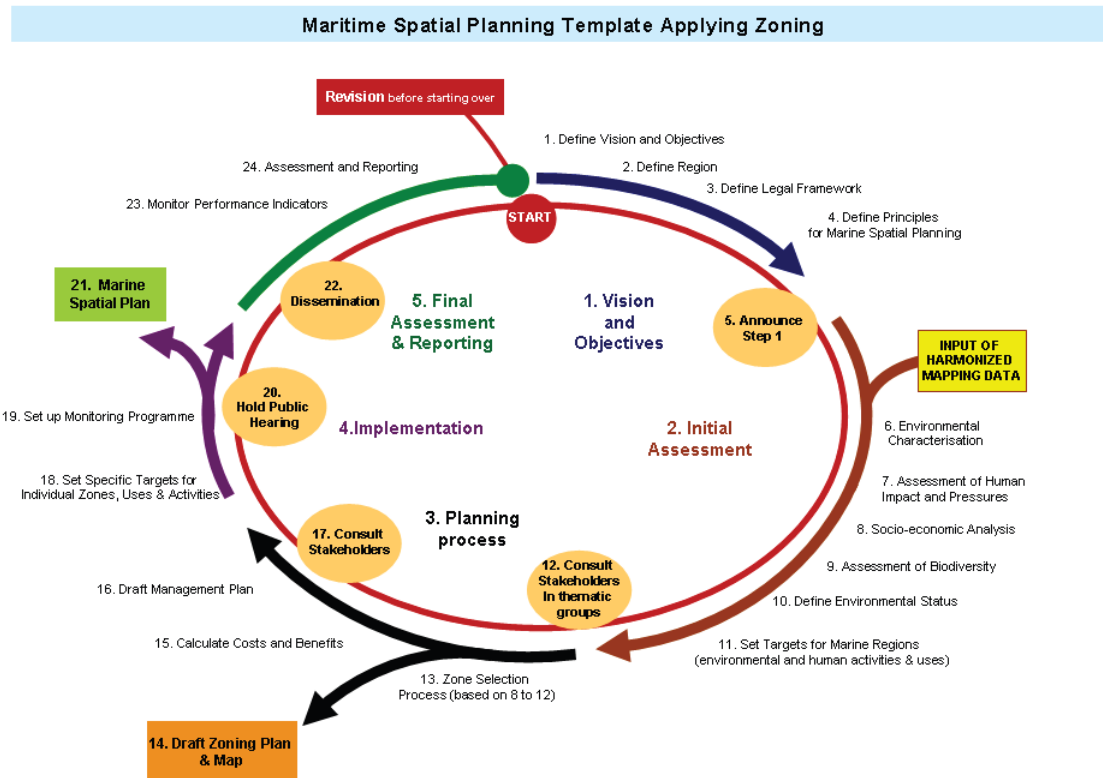 Maritime Spatial Planning Template Applying Zoning
Revision before starting over
1. Define Vision and Objectives
2. Define Region
3. Define Legal Framework
4. Define Principles
for Marine Spatial Planning
24. Assessment and Reporting
23. Monitor Performance Indicators
START
21. Marine
Spatial Plan
22.
Dissemination
5. Final
Assessment
& Reporting
1. Vision
and
Objectives
5. Announce
Step 1
INPUT OF
HARMONIZED
MAPPING DATA
20.
Hold Public
Hearing
19. Set up Monitoring Programme
4.Implementation
2. Initial
Assessment
6. Environmental
Characterisation
18. Set Specific Targets for
Individual Zones, Uses & Activities
7. Assessment of Human
Impact and Pressures
17. Consult
Stakeholders
3. Planning
process
8. Socio-economic Analysis
12. Consult
Stakeholders
In thematic
groups
9. Assessment of Biodiversity
16. Draft Management Plan
10. Define Environmental Status
15. Calculate Costs and Benefits
11. Set Targets for Marine Regions
(environmental and human activities & uses)
13. Zone Selection
Process (based on 8 to 12)
14. Draft Zoning Plan
& Map